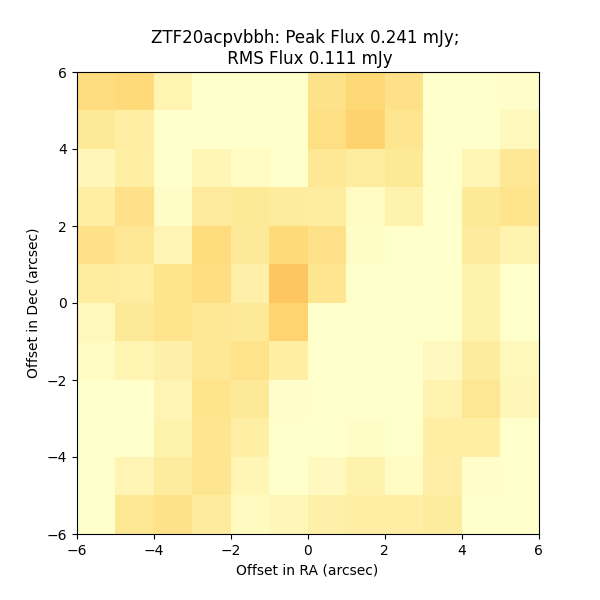 ZTF20acpvbbh: Peak Flux 0.241 mJy;
RMS Flux 0.111 mJy
6
4
2
0
−2
−4
−6
Offset in Dec (arcsec)
−6 −4 −2 0 2 4 6
Offset in RA (arcsec)